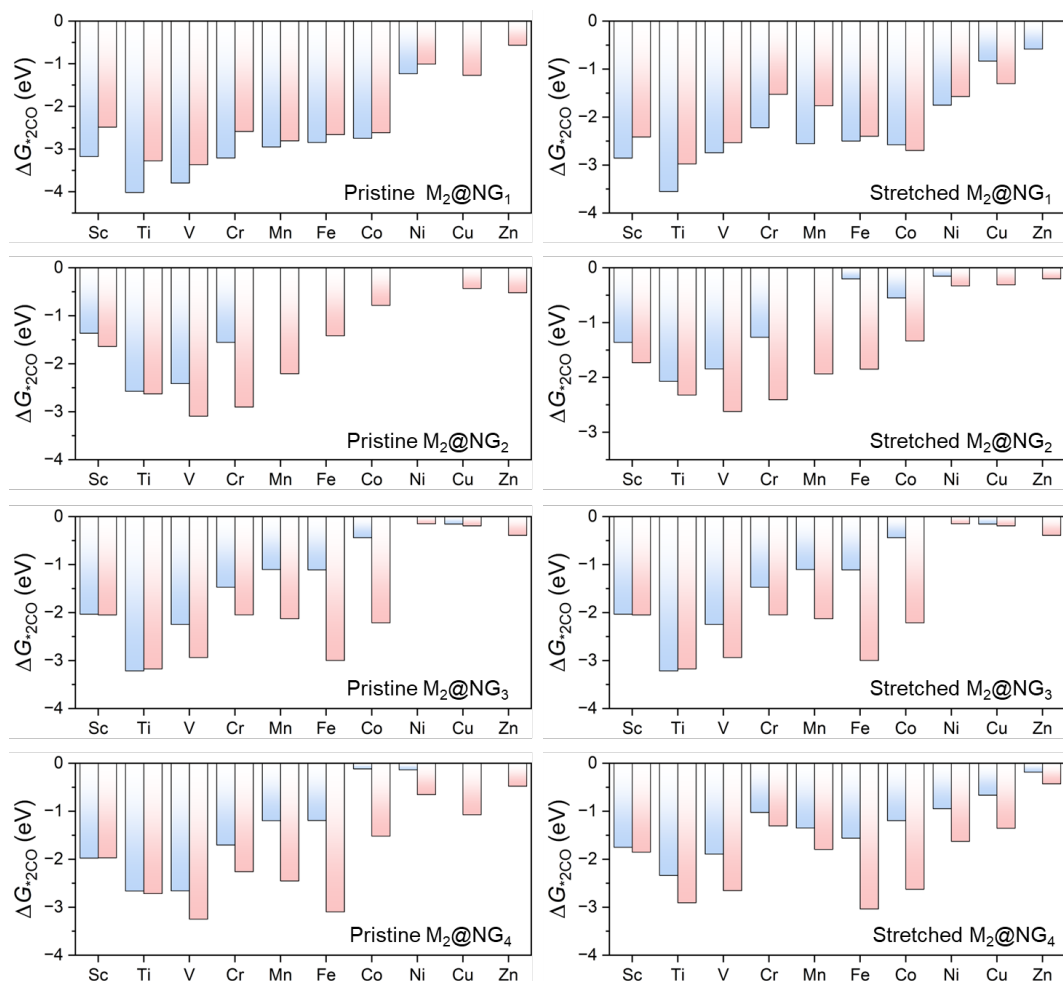 0
−1
−2
−3
−4
ΔG*2CO (eV)
Pristine M2@NG1
Sc Ti V Cr Mn Fe Co Ni Cu Zn
0
−1
−2
−3
−4
ΔG*2CO (eV)
Stretched M2@NG1
Sc Ti V Cr Mn Fe Co Ni Cu Zn
0
−1
−2
−3
−4
ΔG*2CO (eV)
Pristine M2@NG2
Sc Ti V Cr Mn Fe Co Ni Cu Zn
0
−1
−2
−3
ΔG*2CO (eV)
Stretched M2@NG2
Sc Ti V Cr Mn Fe Co Ni Cu Zn
0
−1
−2
−3
−4
ΔG*2CO (eV)
Pristine M2@NG3
Sc Ti V Cr Mn Fe Co Ni Cu Zn
0
−1
−2
−3
−4
ΔG*2CO (eV)
Stretched M2@NG3
Sc Ti V Cr Mn Fe Co Ni Cu Zn
0
−1
−2
−3
−4
ΔG*2CO (eV)
Pristine M2@NG4
Sc Ti V Cr Mn Fe Co Ni Cu Zn
0
−1
−2
−3
−4
ΔG*2CO (eV)
Stretched M2@NG4
Sc Ti V Cr Mn Fe Co Ni Cu Zn